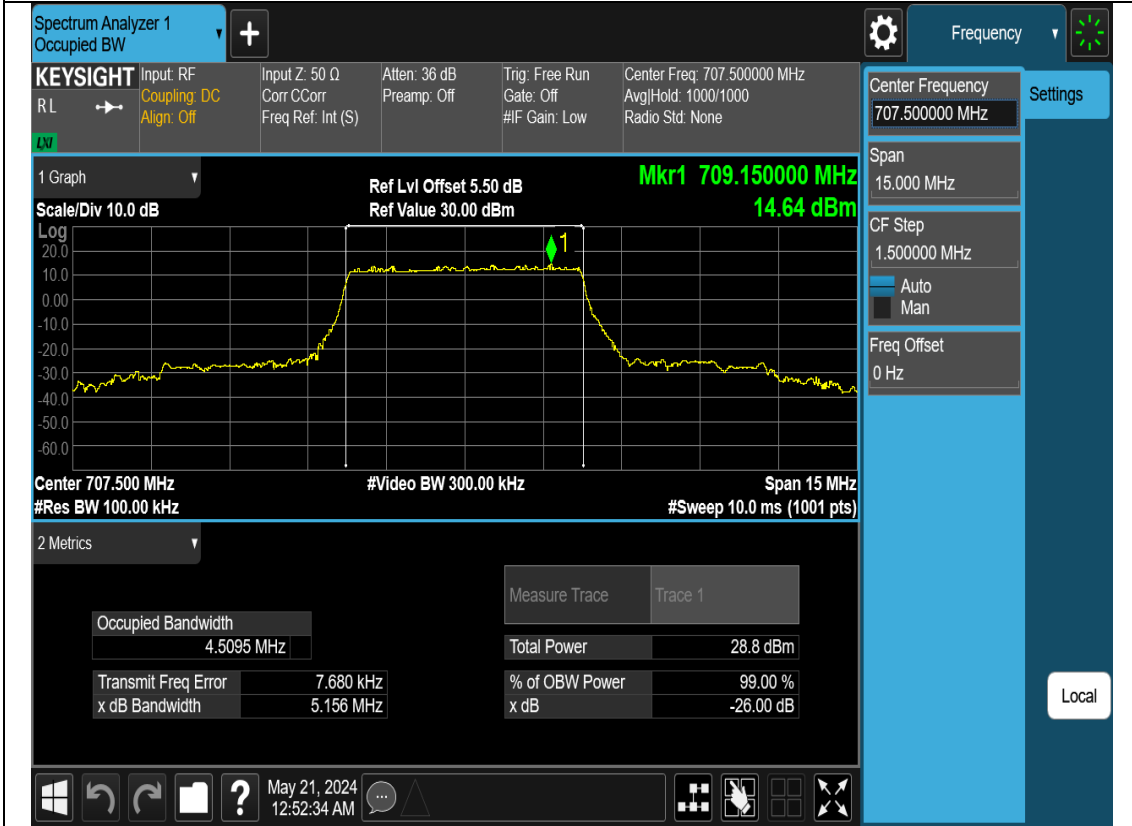 Spectrum Analyzer 1
Occupied BW
Frequency
KEYSIGHT
R L
LXI
Input: RF
Coupling: DC
Align: Off
Input Z: 50 Ω
Corr CCorr
Freq Ref: Int (S)
Atten: 36 dB
Preamp: Off
Trig: Free Run
Gate: Off
#IF Gain: Low
Center Freq: 707.500000 MHz
Avg|Hold: 1000/1000
Radio Std: None
Center Frequency
707.500000 MHz
Settings
Span
15.000 MHz
CF Step
1.500000 MHz
Auto
Man
Freq Offset
0 Hz
Local
1 Graph
Scale/Div 10.0 dB
Ref Lvl Offset 5.50 dB
Ref Value 30.00 dBm
Mkr1 709.150000 MHz
14.64 dBm
Log
1
20.0
10.0
0.00
-10.0
-20.0
-30.0
-40.0
-50.0
-60.0
Center 707.500 MHz
#Video BW 300.00 kHz
Span 15 MHz
#Res BW 100.00 kHz
#Sweep 10.0 ms (1001 pts)
2 Metrics
Measure Trace Trace 1
Occupied Bandwidth
4.5095 MHz
Total Power 28.8 dBm
Transmit Freq Error 7.680 kHz
% of OBW Power 99.00 %
x dB Bandwidth 5.156 MHz
x dB -26.00 dB
?
May 21, 2024
12:52:34 AM